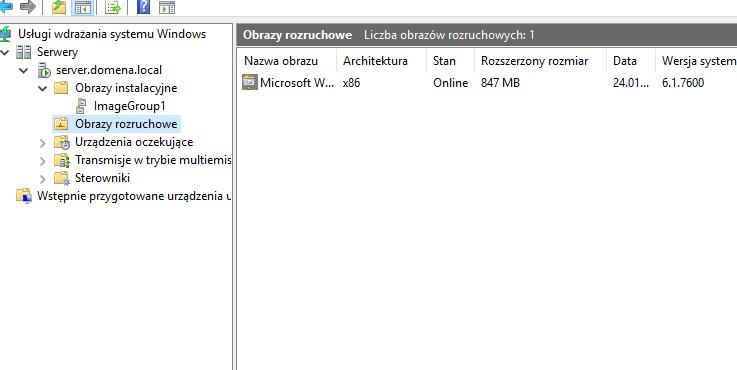 Usługi wdrażania systemu Windows
Serwery
server.domena.local
Obrazy instalacyjne
ImageGroup1
Obrazy rozruchowe
Urządzenia oczekujące
Transmisje w trybie multiemis
Sterowniki
Wstępnie przygotowane urządzenia u
Obrazy rozruchowe Liczba obrazów rozruchowych: 1
Nazwa obrazu Architektura Stan Rozszerzony rozmiar Data Wersja system
Microsoft W... x86 Online 847 MB 24.01... 6.1.7600